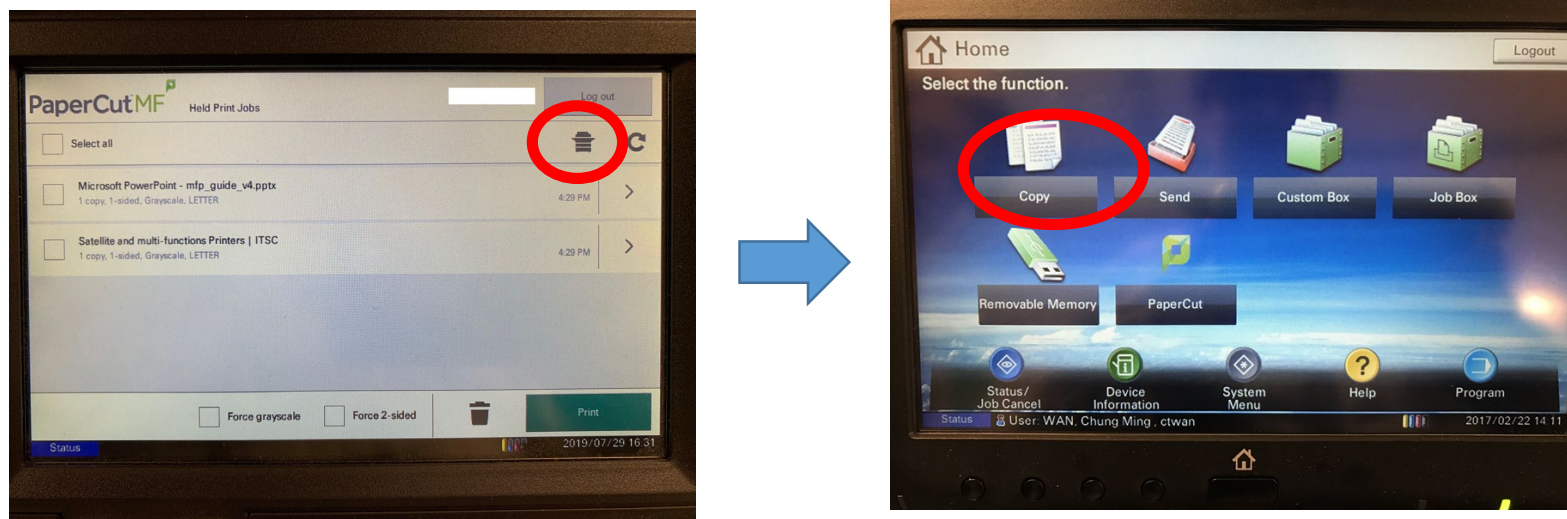 PaperCut MF
Held Print Jobs
Log out
Select all
Microsoft PowerPoint - mfp_guide_v4.pptx
1 copy, 1-sided, Grayscale, LETTER
4:29 PM
Satellite and multi-functions Printers | ITSC
1 copy, 1-sided, Grayscale, LETTER
4:29 PM
Force grayscale
Force 2-sided
Print
Status
2019/07/29 16:31
Home
Logout
Select the function.
Copy
Send
Custom Box
Job Box
Removable Memory
PaperCut
Status/
Job Cancel
Device
Information
System
Menu
Help
Program
Status
User: WAN, Chung Ming , ctwan
2017/02/22 14:11